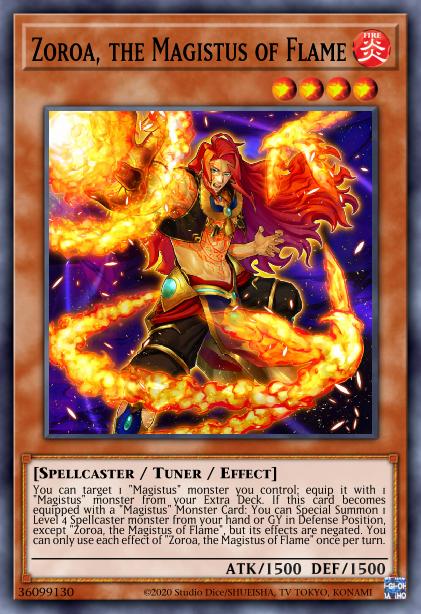 ZOROA, THE MAGISTUS OF FLAME
FIRE
炎
[SPELLCASTER / TUNER / EFFECT]
You can target 1 "Magistus" monster you control; equip it with 1
"Magistus" monster from your Extra Deck. If this card becomes
equipped with a "Magistus" Monster Card: You can Special Summon 1
Level 4 Spellcaster monster from your hand or GY in Defense Position,
except "Zoroa, the Magistus of Flame", but its effects are negated. You
can only use each effect of "Zoroa, the Magistus of Flame" once per turn.
ATK/1500 DEF/1500
36099130
©2020 Studio Dice/SHUEISHA, TV TOKYO, KONAMI